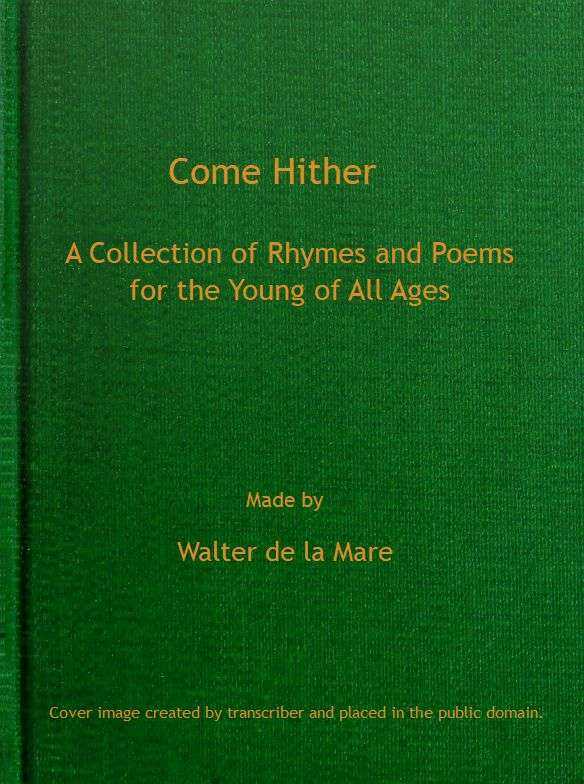 Come Hither
A Collection of Rhymes and Poems
for the Young of All Ages
Made by
Walter de la Mare
Cover image created by transcriber and placed in the public domain.